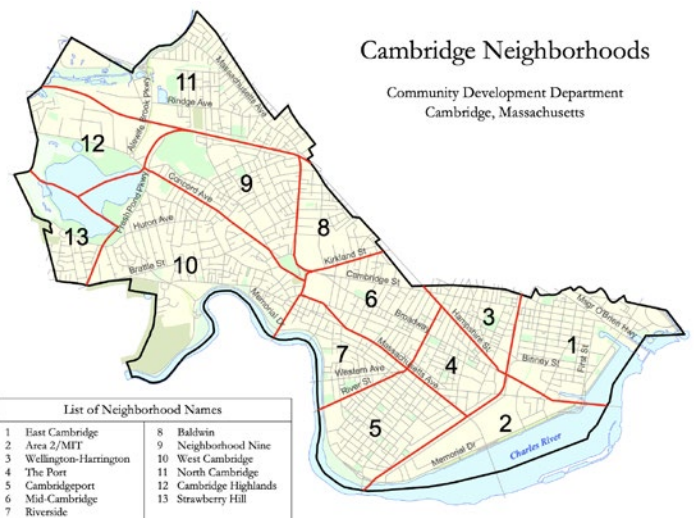 Cambridge Neighborhoods
Community Development Department
Cambridge, Massachusetts
11
Massachusetts Ave
Rindge Ave
Alewife Brook Pkwy
12
9
Concord Ave
Fresh Pond Pkwy
Huron Ave
8
13
Brattle St
10
Kirkland St
Cambridge St
6
Memorial Dr
Broadway
Hampshire St
3
Msgr O'Brien Hwy
1
First St
Binney St
7
Massachusetts Ave
4
Western Ave
River St
5
2
Memorial Dr
Charles River
List of Neighborhood Names
1 East Cambridge
2 Area 2/MIT
3 Wellington-Harrington
4 The Port
5 Cambridgeport
6 Mid-Cambridge
7 Riverside
8 Baldwin
9 Neighborhood Nine
10 West Cambridge
11 North Cambridge
12 Cambridge Highlands
13 Strawberry Hill